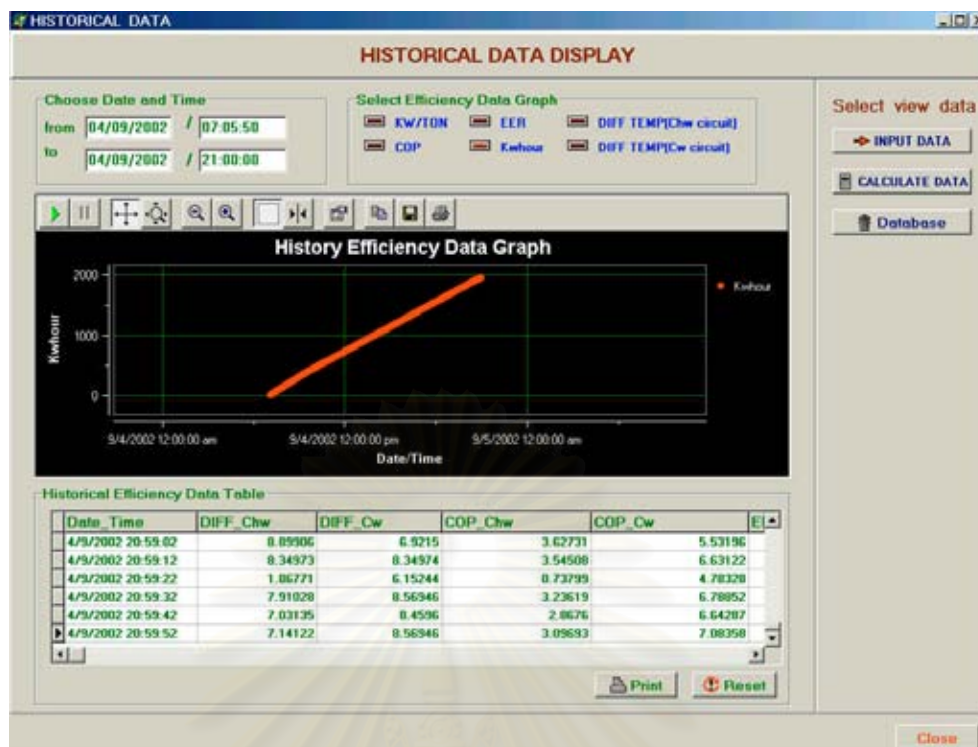 HISTORICAL DATA
HISTORICAL DATA DISPLAY
Choose Date and Time
from 04/09/2002 / 07:05:50
to 04/09/2002 / 21:00:00
Select Efficiency Data Graph
KW/TON EER DIFF TEMP(Chw circuit)
COP Kwhour DIFF TEMP(Cw circuit)
Select view data
INPUT DATA
CALCULATE DATA
Database
History Efficiency Data Graph
Kwhour
2000
1000
0
Kwhour
9/4/2002 12:00:00 am 9/4/2002 12:00:00 pm 9/5/2002 12:00:00 am
Date/Time
Historical Efficiency Data Table
Date_Time DIFF_Chw DIFF_Cw COP_Chw COP_Cw
4/9/2002 20:59:02 6.9215 3.62731 5.53196
4/9/2002 20:59:12 8.34973 8.34974 3.54508 6.63122
4/9/2002 20:59:22 1.06771 6.15244 0.73799 4.78328
4/9/2002 20:59:32 7.91028 8.56946 3.23619 6.78852
4/9/2002 20:59:42 7.03135 8.4596 2.8676 6.64287
4/9/2002 20:59:52 7.14122 8.56946 3.09693 7.08358
Print Reset
Close